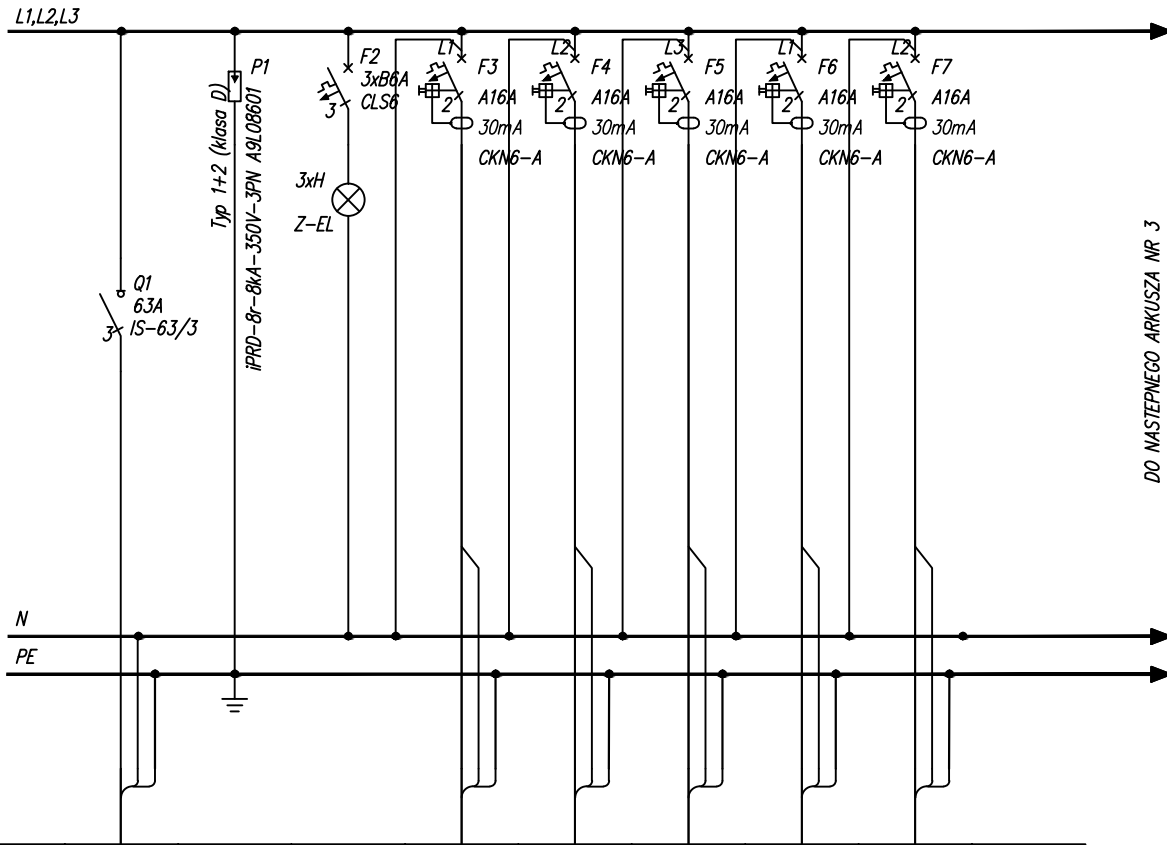 L1,L2,L3
Q1
63A
IS-63/3
3
P1
Typ 1+2 (klasa D)
iPRD-8r-8kA-350V-3PN A9L08601
F2
3xB6A
CLS6
3
3xH
Z-EL
L1
F3
A16A
2
30mA
CKN6-A
L2
F4
A16A
2
30mA
CKN6-A
L3
F5
A16A
2
30mA
CKN6-A
L1
F6
A16A
2
30mA
CKN6-A
L2
F7
A16A
2
30mA
CKN6-A
DO NASTEPNEGO ARKUSZA NR 3
N
PE